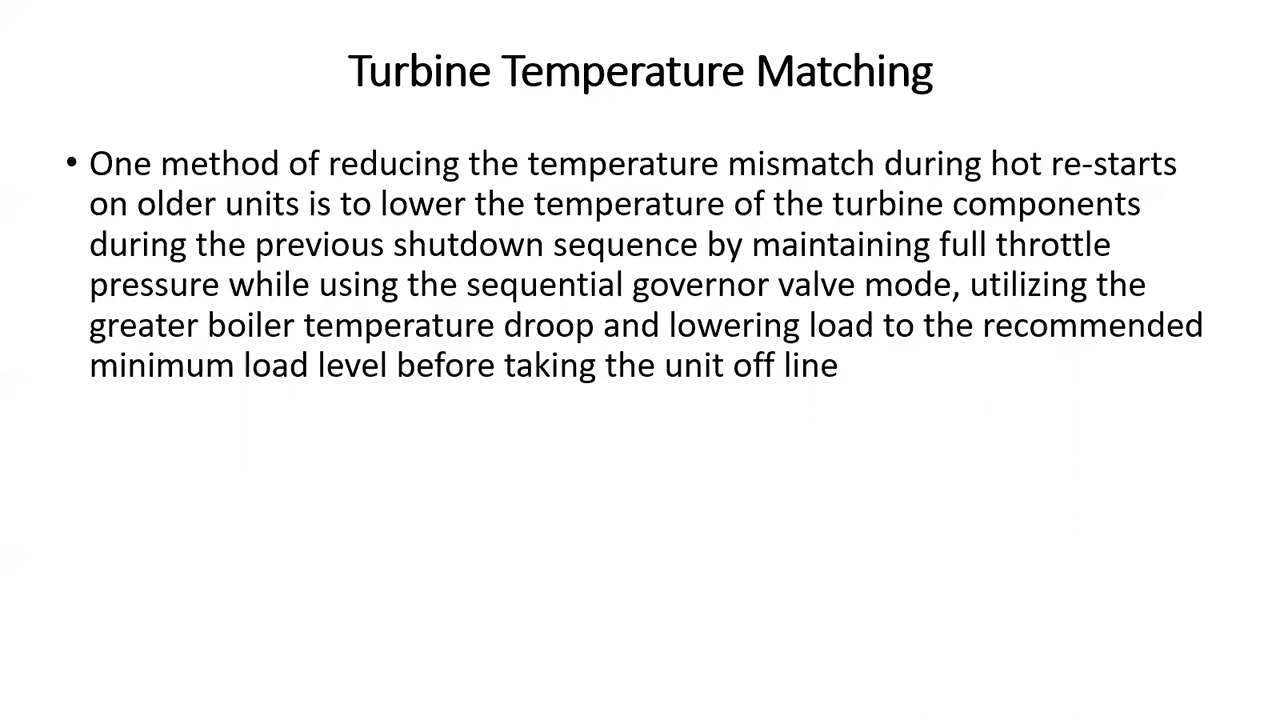 Turbine Temperature Matching
• One method of reducing the temperature mismatch during hot re-starts
on older units is to lower the temperature of the turbine components
during the previous shutdown sequence by maintaining full throttle
pressure while using the sequential governor valve mode, utilizing the
greater boiler temperature droop and lowering load to the recommended
minimum load level before taking the unit off line